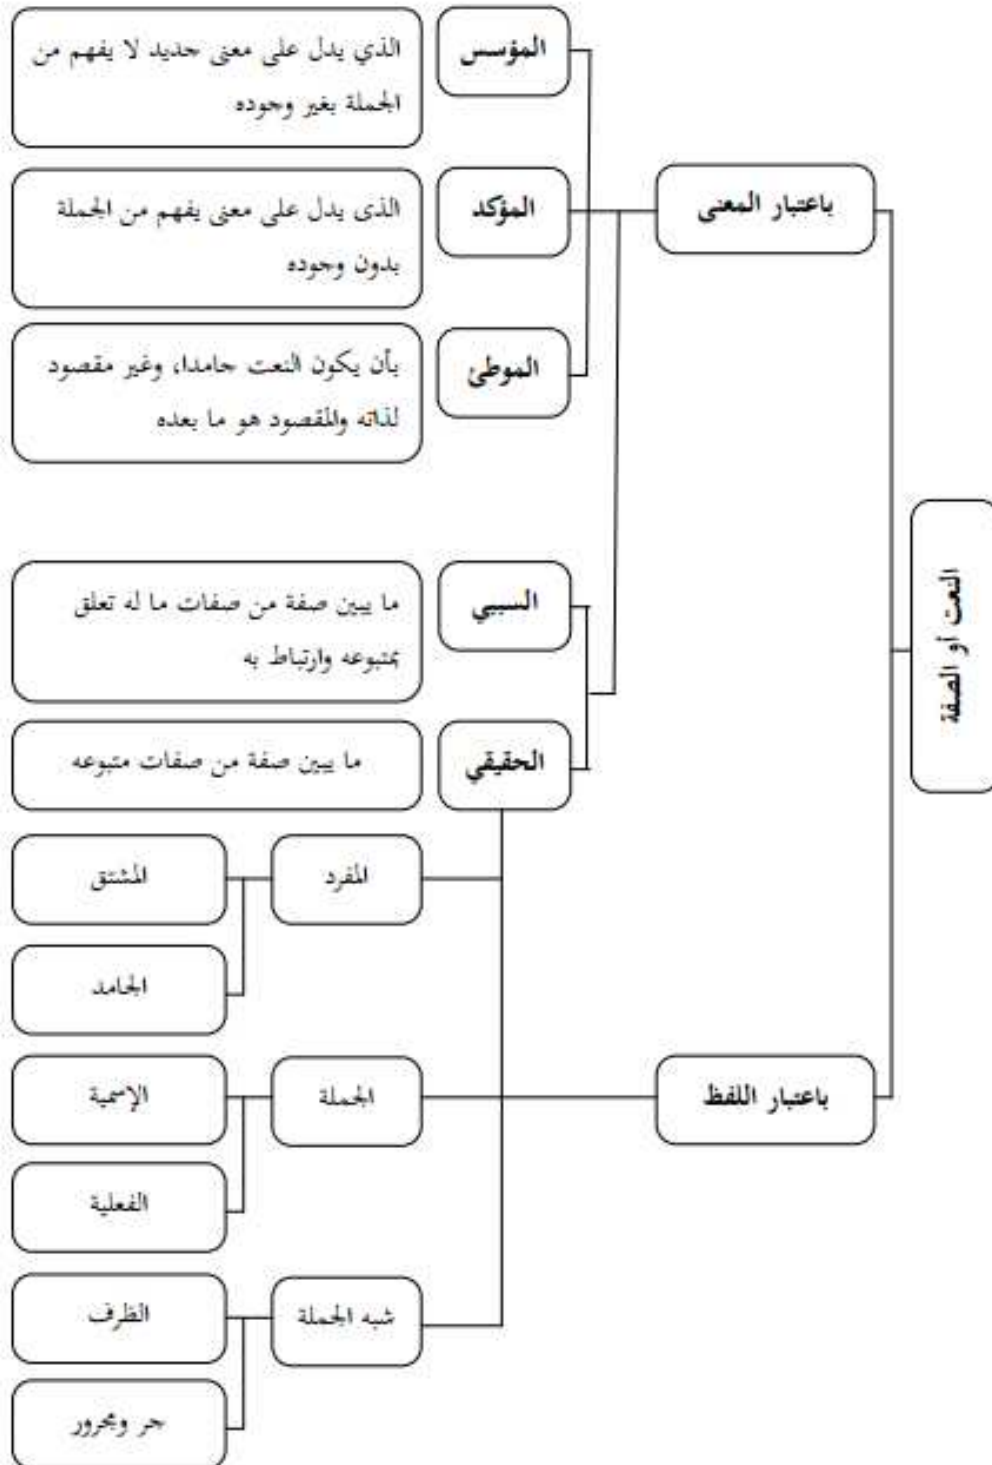 النعت أو الصفة
باعتبار المعنى
المؤسس
الذي يدل على معنى جديد لا يفهم من
الجملة بغير وجوده
المؤكد
الذى يدل على معنى يفهم من الجملة
بدون وجوده
الموطئ
بأن يكون النعت جامدا، وغير مقصود
لذاته والمقصود هو ما بعده
السببي
ما يبين صفة من صفات ما له تعلق
بمتبوعه وارتباط به
الحقيقي
ما يبين صفة من صفات متبوعه
باعتبار اللفظ
المفرد
المشتق
الجامد
الجملة
الإسمية
الفعلية
شبه الجملة
الظرف
جر ومجرور